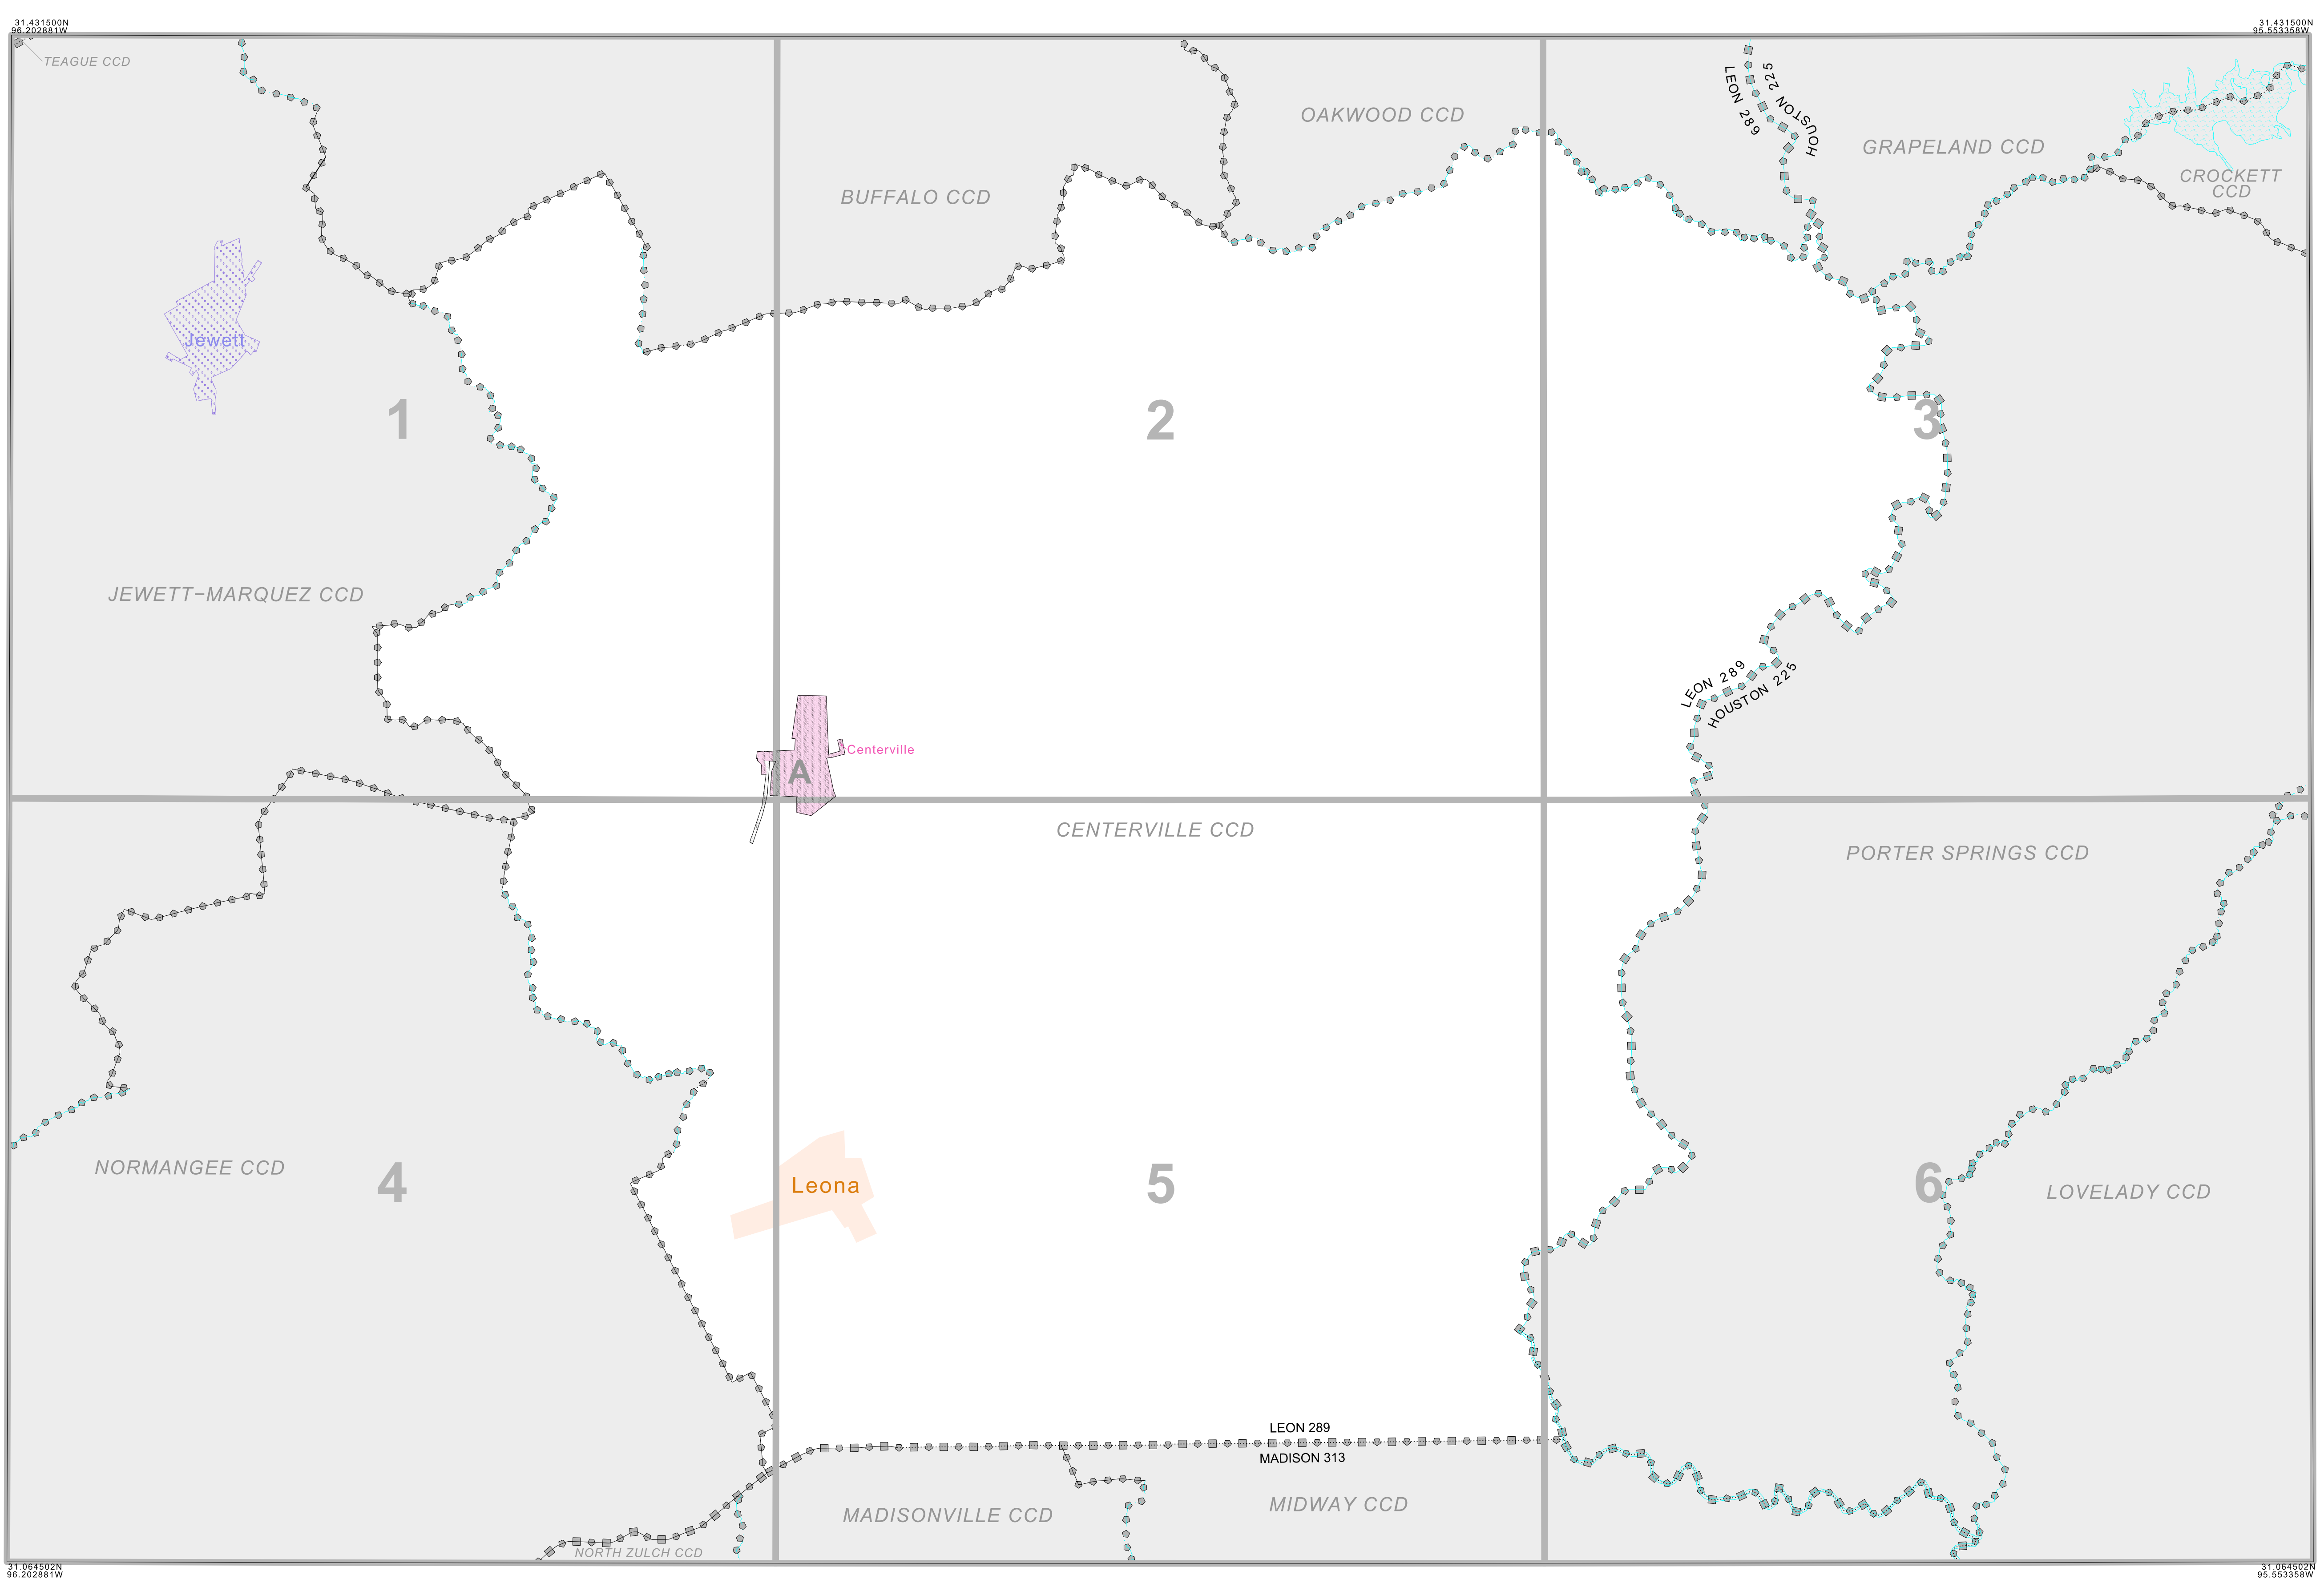 31.431500N
96.202881W
31.431500N
95.553358W
TEAGUE CCD
OAKWOOD CCD
LEON 289
HOUSTON 225
GRAPELAND CCD
CROCKETT
CCD
BUFFALO CCD
Jewett
1
2
3
JEWETT-MARQUEZ CCD
LEON 289
HOUSTON 225
Centerville
A
CENTERVILLE CCD
PORTER SPRINGS CCD
NORMANGEE CCD
4
Leona
5
6
LOVELADY CCD
LEON 289
MADISON 313
MADISONVILLE CCD
MIDWAY CCD
NORTH ZULCH CCD
31.064502N
96.202881W
31.064502N
95.553358W